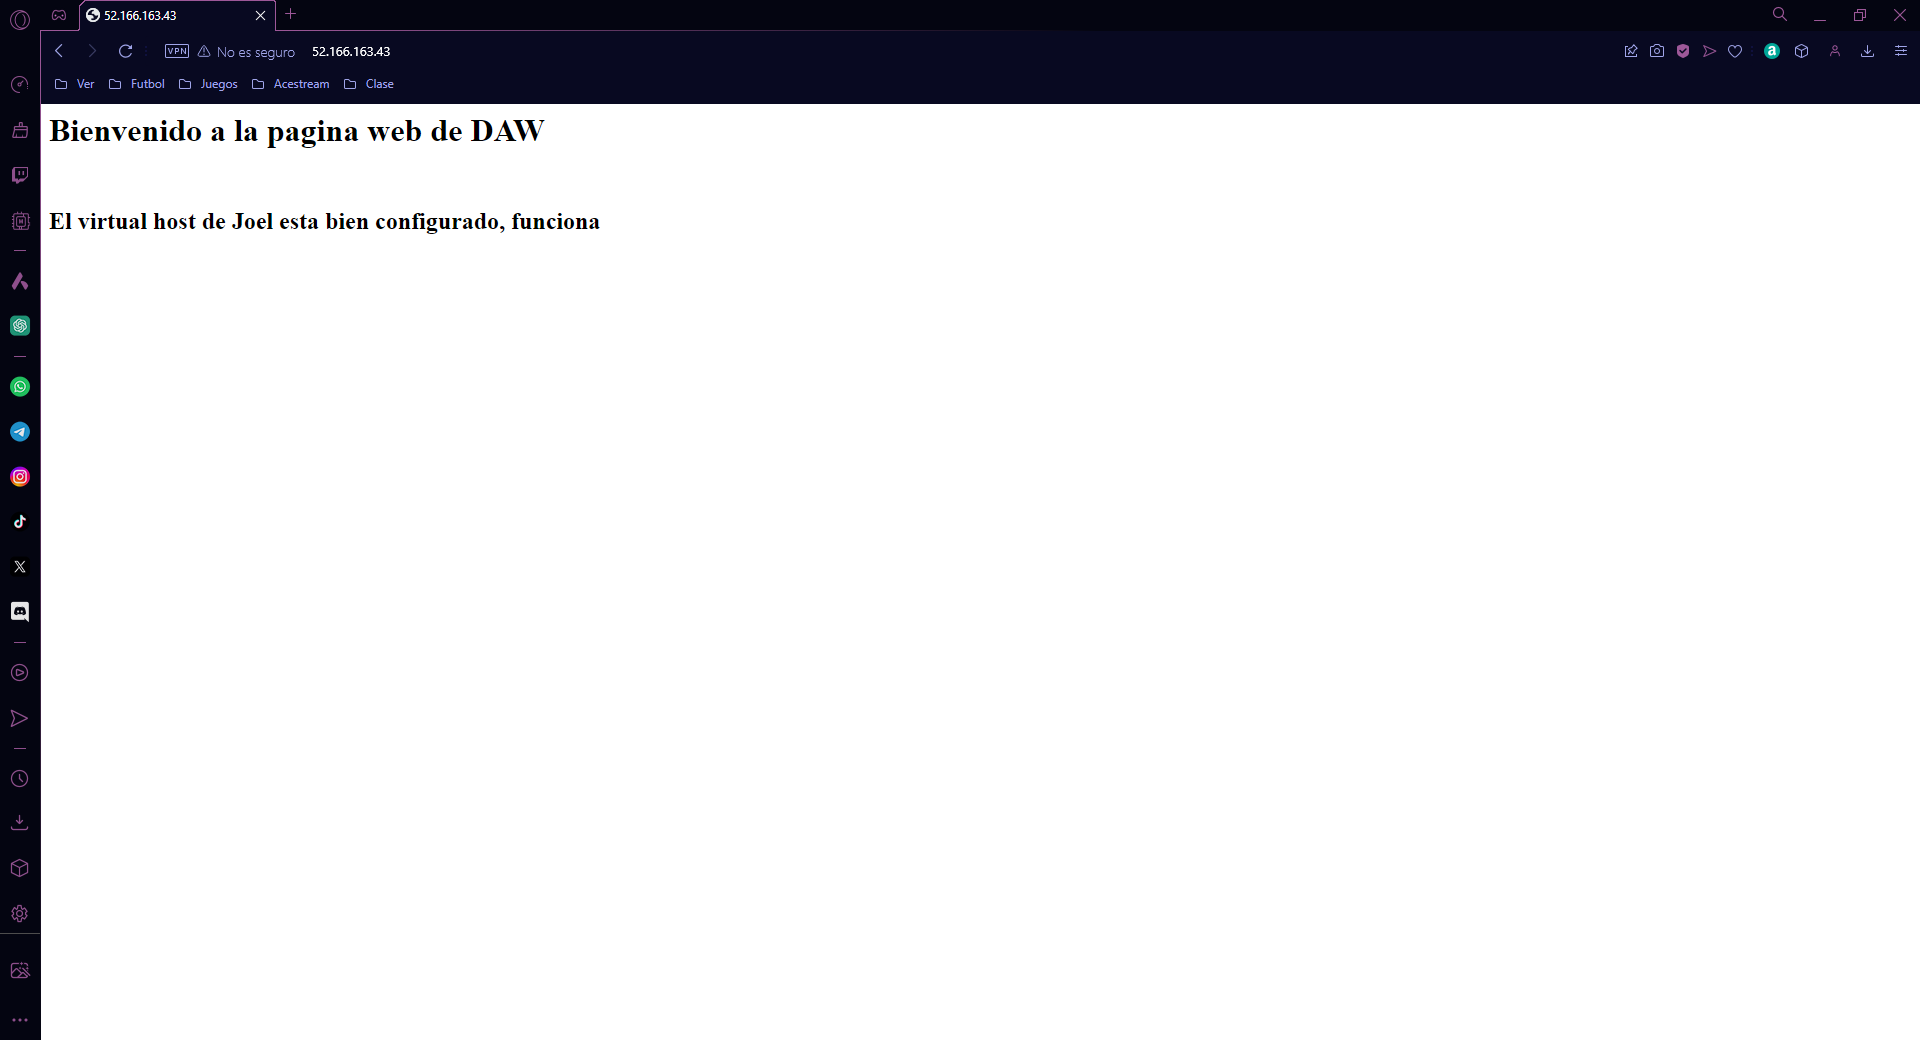 52.166.163.43
VPN No es seguro 52.166.163.43
Ver Futbol Juegos Acestream Clase
Bienvenido a la pagina web de DAW
El virtual host de Joel esta bien configurado, funciona